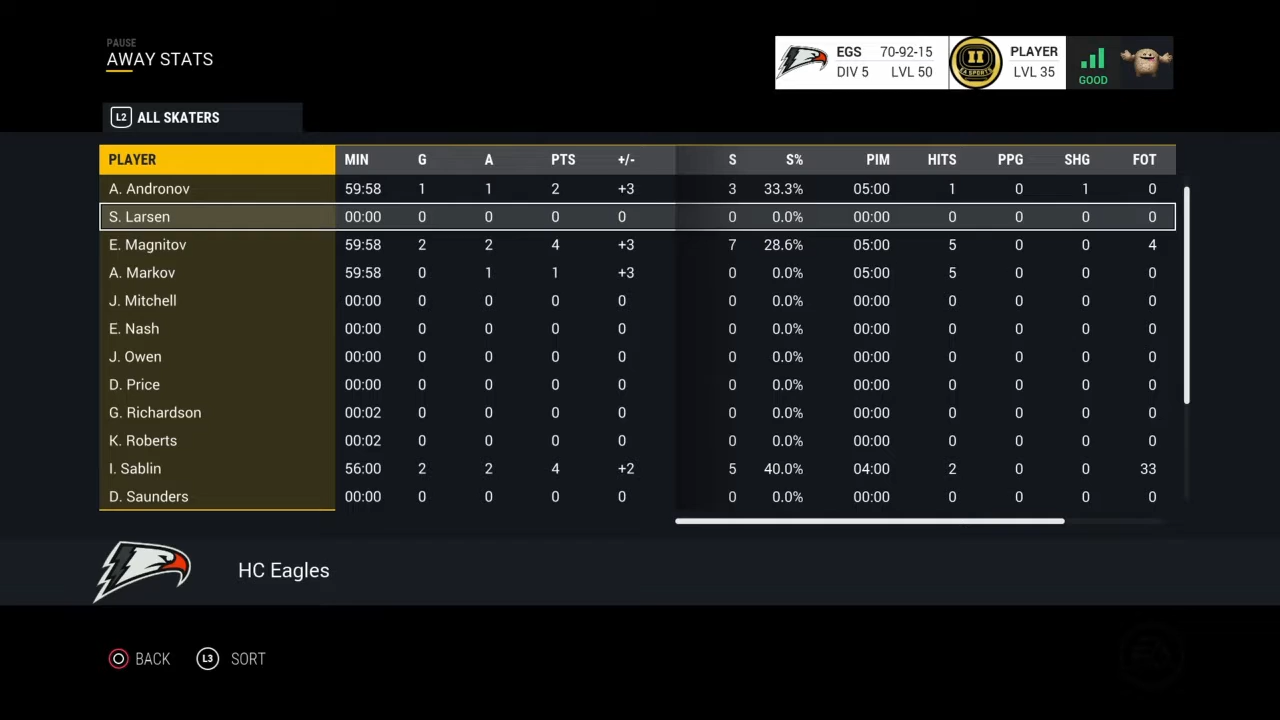 PAUSE
AWAY STATS
EGS 70-92-15 PLAYER
DIV 5 LVL 50 LVL 35
GOOD
L2 ALL SKATERS
PLAYER MIN G A PTS +/- S S% PIM HITS PPG SHG FOT
A. Andronov 59:58 1 1 2 +3 3 33.3% 05:00 1 0 1 0
S. Larsen 00:00 0 0 0 0 0 0.0% 00:00 0 0 0 0
E. Magnitov 59:58 2 2 4 +3 7 28.6% 05:00 5 0 0 4
A. Markov 59:58 0 1 1 +3 0 0.0% 05:00 5 0 0 0
J. Mitchell 00:00 0 0 0 0 0 0.0% 00:00 0 0 0 0
E. Nash 00:00 0 0 0 0 0 0.0% 00:00 0 0 0 0
J. Owen 00:00 0 0 0 0 0 0.0% 00:00 0 0 0 0
D. Price 00:00 0 0 0 0 0 0.0% 00:00 0 0 0 0
G. Richardson 00:02 0 0 0 0 0 0.0% 00:00 0 0 0 0
K. Roberts 00:02 0 0 0 0 0 0.0% 00:00 0 0 0 0
I. Sablin 56:00 2 2 4 +2 5 40.0% 04:00 2 0 0 33
D. Saunders 00:00 0 0 0 0 0 0.0% 00:00 0 0 0 0
HC Eagles
BACK L3 SORT